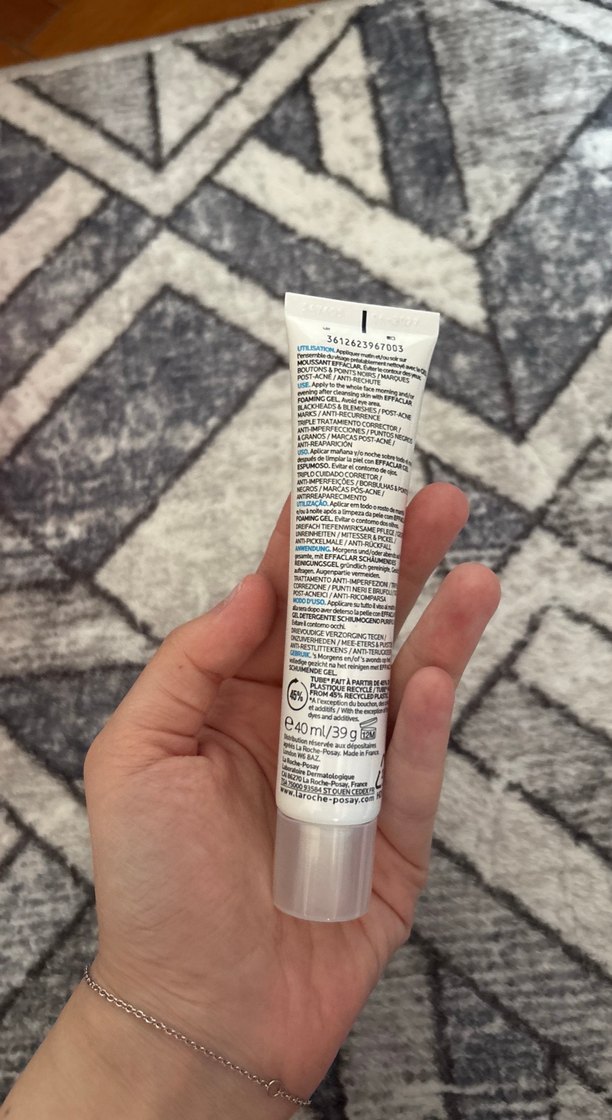 3612623967003
UTILISATION. Appliquer matin et/ou soir sur
l'ensemble du visage préalablement nettoyé avec le
MOUSSANT EFFACLAR. Éviter le contour des yeux.
BOUTONS & POINTS NOIRS / MARQUES
POST-ACNÉ / ANTI-RECHUTE
USE. Apply to the whole face morning and/or
evening after cleansing skin with EFFACLAR
FOAMING GEL. Avoid eye area.
BLACKHEADS & BLEMISHES / POST-ACNE
MARKS / ANTI-RECURRENCE
TRIPLE TRATAMIENTO CORRECTOR /
ANTI-IMPERFECCIONES / PUNTOS NEGROS
& GRANOS / MARCAS POST-ACNÉ /
ANTI-REAPARICIÓN
USO. Aplicar mañana y/o noche sobre todo el
después de limpiar la piel con EFFACLAR GEL
ESPUMOSO. Evitar el contorno de ojos.
TRIPLO CUIDADO CORRETOR /
ANTI-IMPERFEIÇÕES / BORBULHAS &
NEGROS / MARCAS PÓS-ACNE /
ANTIRREAPARECIMENTO
UTILIZAÇÃO. Aplicar em todo o rosto de manhã
e/ou à noite após a limpeza da pele com
FOAMING GEL. Evitar o contorno dos olhos.
DREIFACH TIEFENWIRKSAME PFLEGE /
UNREINHEITEN / MITESSER & PICKEL /
ANTI-PICKELMALE / ANTI-RÜCKFALL
ANWENDUNG. Morgens und/oder abends
gesamte, mit EFFACLAR SCHÄUMENDES
REINIGUNGSGEL gründlich gereinigte,
auftragen. Augenpartie vermeiden.
TRATTAMENTO ANTI-IMPERFEZIONI /
CORREZIONE / PUNTI NERI E BRUFOLI
POST-ACNEICI / ANTI-RICOMPARSA
MODO D'USO. Applicare su tutto il viso al
alla sera dopo aver deterso la pelle con
GEL DETERGENTE SCHIUMOGENO
Evitare il contorno occhi.
DRIEVOUDIGE VERZORGING TEGEN /
ONZUIVERHEDEN / MEE-ETERS &
ANTI-RESTLITTEKENS / ANTI-TERUGKEER
GEBRUIK. 's Morgens en/of 's avonds op het
volledige gezicht na het reinigen met
SCHUIMENDE GEL.
45%
TUBE* FAIT À PARTIR DE 45% DE
PLASTIQUE RECYCLÉ / TUBE*
FROM 45% RECYCLED PLASTIC
*À l'exception du bouchon, des
et additifs / With the exception of
dyes and additives.
e 40 ml/39 g 12M
Distribution réservée aux dépositaires
agréés La Roche-Posay. Made in France
London W6 8AZ.
La Roche-Posay
Laboratoire Dermatologique
CAI 86270 La Roche-Posay, France
TSA 75000 93584 ST OUEN CEDEX FR
www.laroche-posay.com